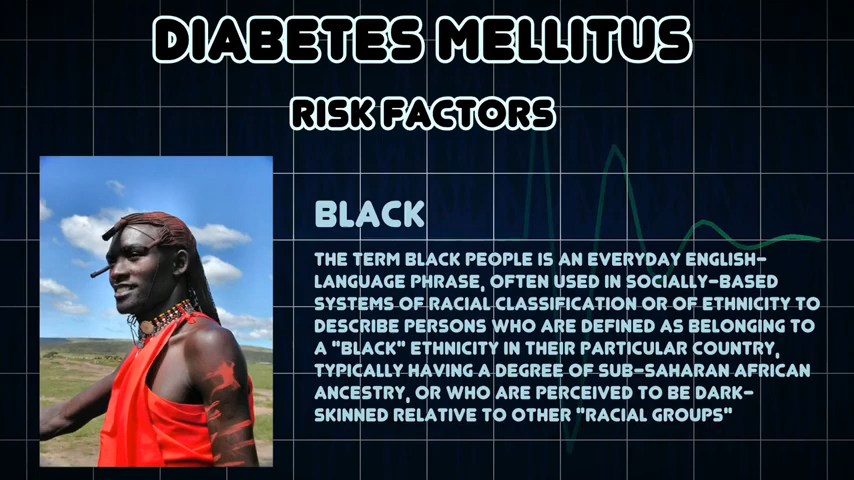 DIABETES MELLITUS
RISK FACTORS
BLACK
THE TERM BLACK PEOPLE IS AN EVERYDAY ENGLISH-
LANGUAGE PHRASE, OFTEN USED IN SOCIALLY-BASED
SYSTEMS OF RACIAL CLASSIFICATION OR OF ETHNICITY TO
DESCRIBE PERSONS WHO ARE DEFINED AS BELONGING TO
A "BLACK" ETHNICITY IN THEIR PARTICULAR COUNTRY,
TYPICALLY HAVING A DEGREE OF SUB-SAHARAN AFRICAN
ANCESTRY, OR WHO ARE PERCEIVED TO BE DARK-
SKINNED RELATIVE TO OTHER "RACIAL GROUPS"